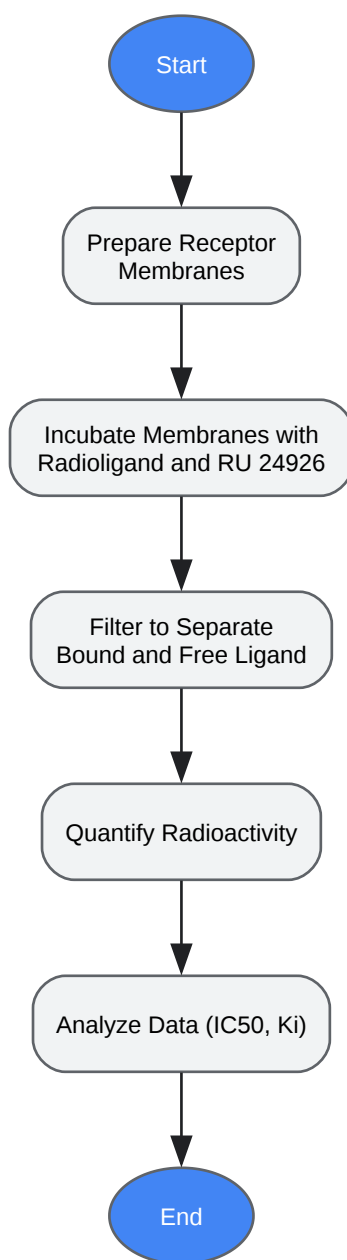 Start
Prepare Receptor
Membranes
Incubate Membranes with
Radioligand and RU 24926
Filter to Separate
Bound and Free Ligand
Quantify Radioactivity
Analyze Data (IC50, Ki)
End